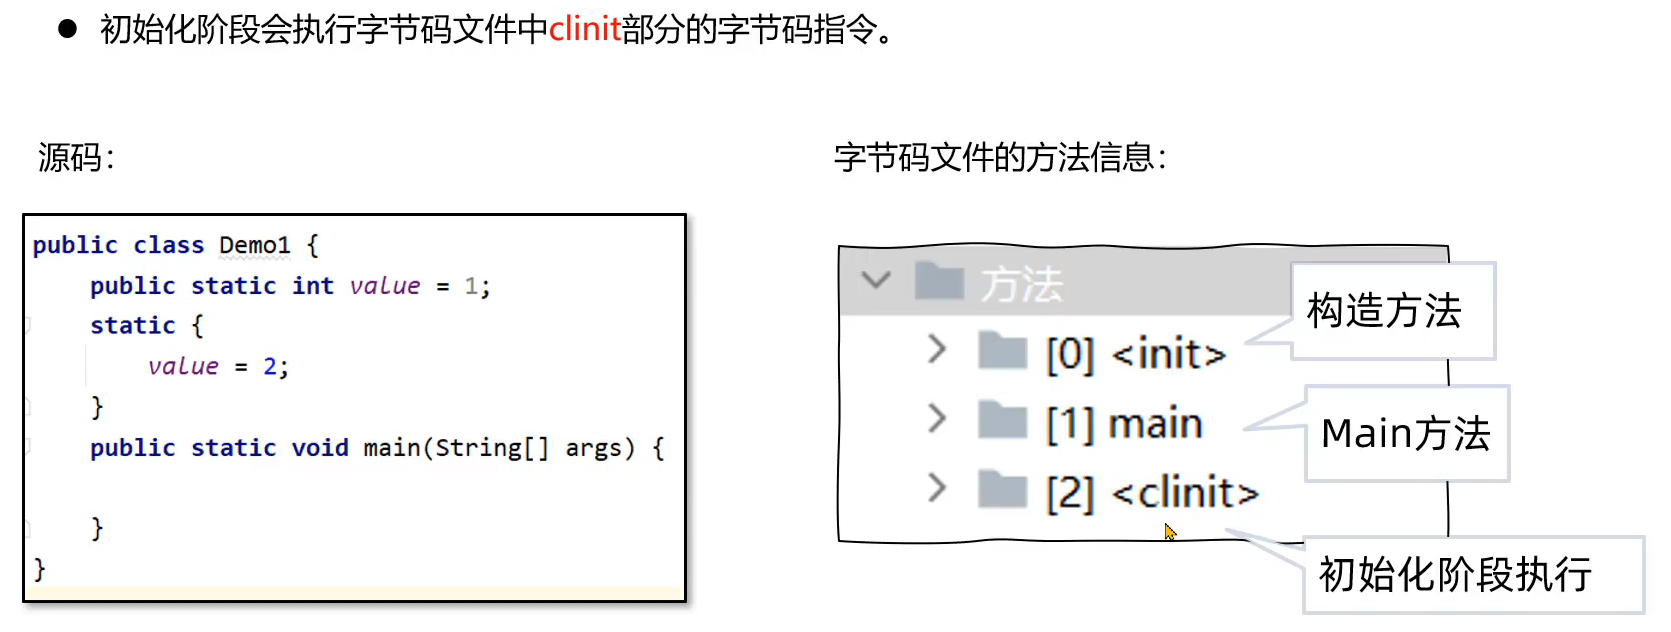 ● 初始化阶段会执行字节码文件中clinit部分的字节码指令。
源码：
public class Demo1 {
public static int value = 1;
static {
value = 2;
}
public static void main(String[] args) {
}
}
字节码文件的方法信息：
方法
[0] <init>
构造方法
[1] main
Main方法
[2] <clinit>
初始化阶段执行